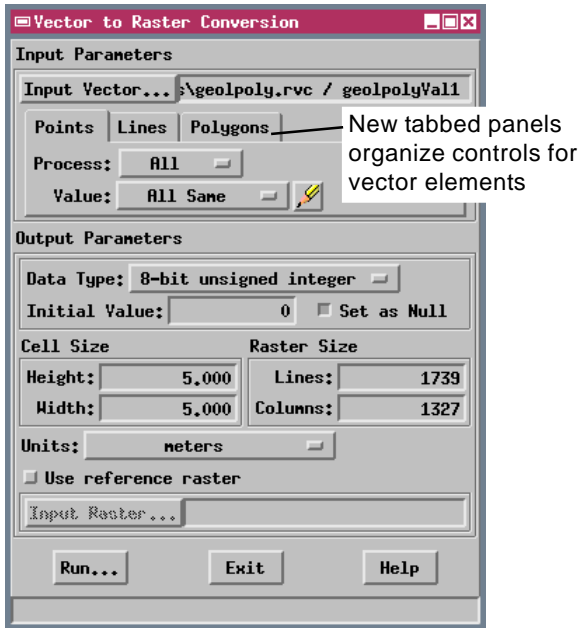 Vector to Raster Conversion
Input Parameters
Input Vector... s\geolpoly.rvc / geolpolyVal1
Points Lines Polygons
New tabbed panels
organize controls for
vector elements
Process: All
Value: All Same
Output Parameters
Data Type: 8-bit unsigned integer
Initial Value: 0 Set as Null
Cell Size Raster Size
Height: 5.000 Lines: 1739
Width: 5.000 Columns: 1327
Units: meters
Use reference raster
Input Raster...
Run... Exit Help